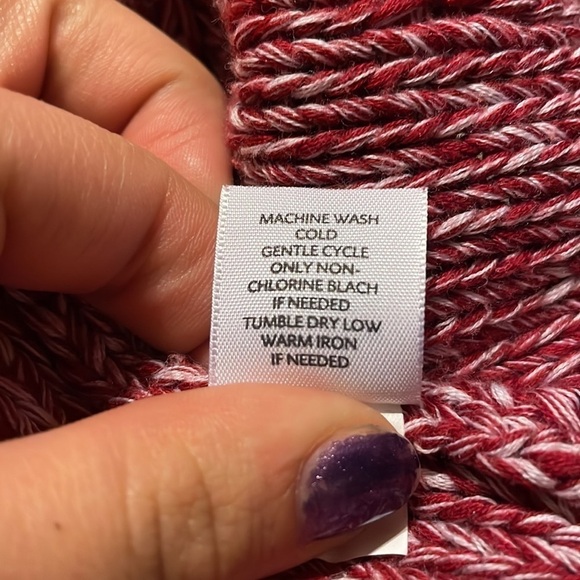 MACHINE WASH
COLD
GENTLE CYCLE
ONLY NON-
CHLORINE BLACH
IF NEEDED
TUMBLE DRY LOW
WARM IRON
IF NEEDED